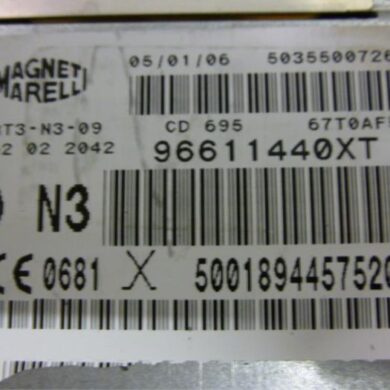 MAGNETI
MARELLI
05/01/06 5035500726
RT3-N3-09 CD 695 67T0AF
2 02 2042
96611440XT
N3
CE 0681 X 5001894457520